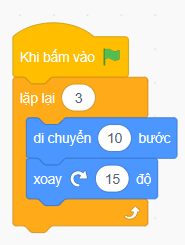 Khi bấm vào
lặp lại 3
di chuyển 10 bước
xoay 15 độ